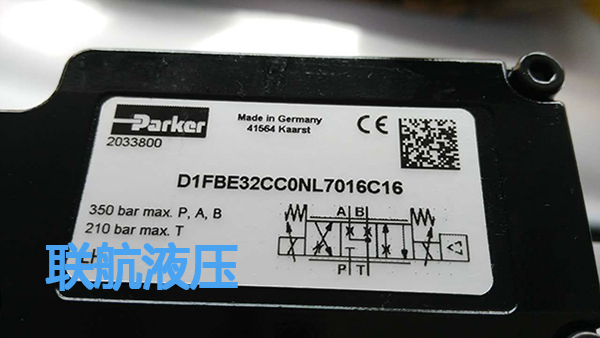 Parker
2033800
Made in Germany
41564 Kaarst
CE
D1FBE32CC0NL7016C16
350 bar max. P, A, B
210 bar max. T
A B
T
P T
联航液压